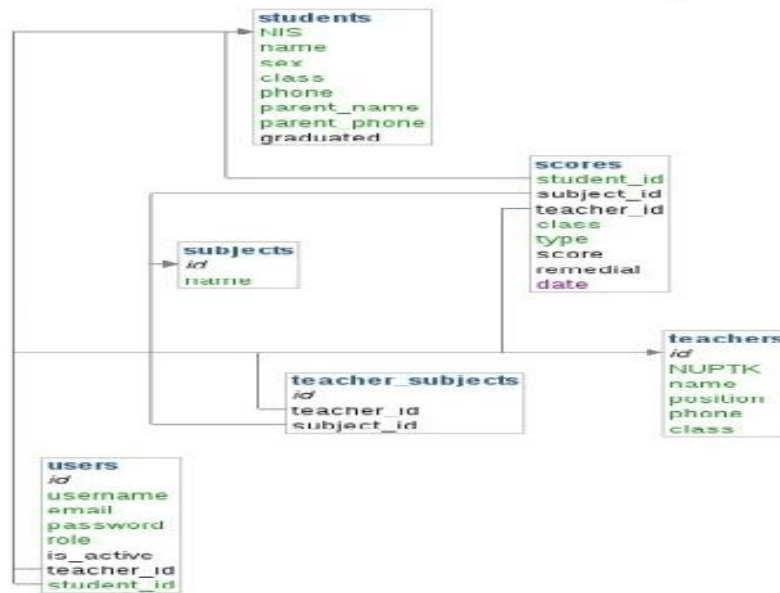 students
NIS
name
sex
class
phone
parent_name
parent_phone
graduated
scores
student_id
subject_id
teacher_id
class
type
score
remedial
date
subjects
id
name
teachers
id
NUPTK
name
position
phone
class
teacher_subjects
id
teacher_id
subject_id
users
id
username
email
password
role
is_active
teacher_id
student_id